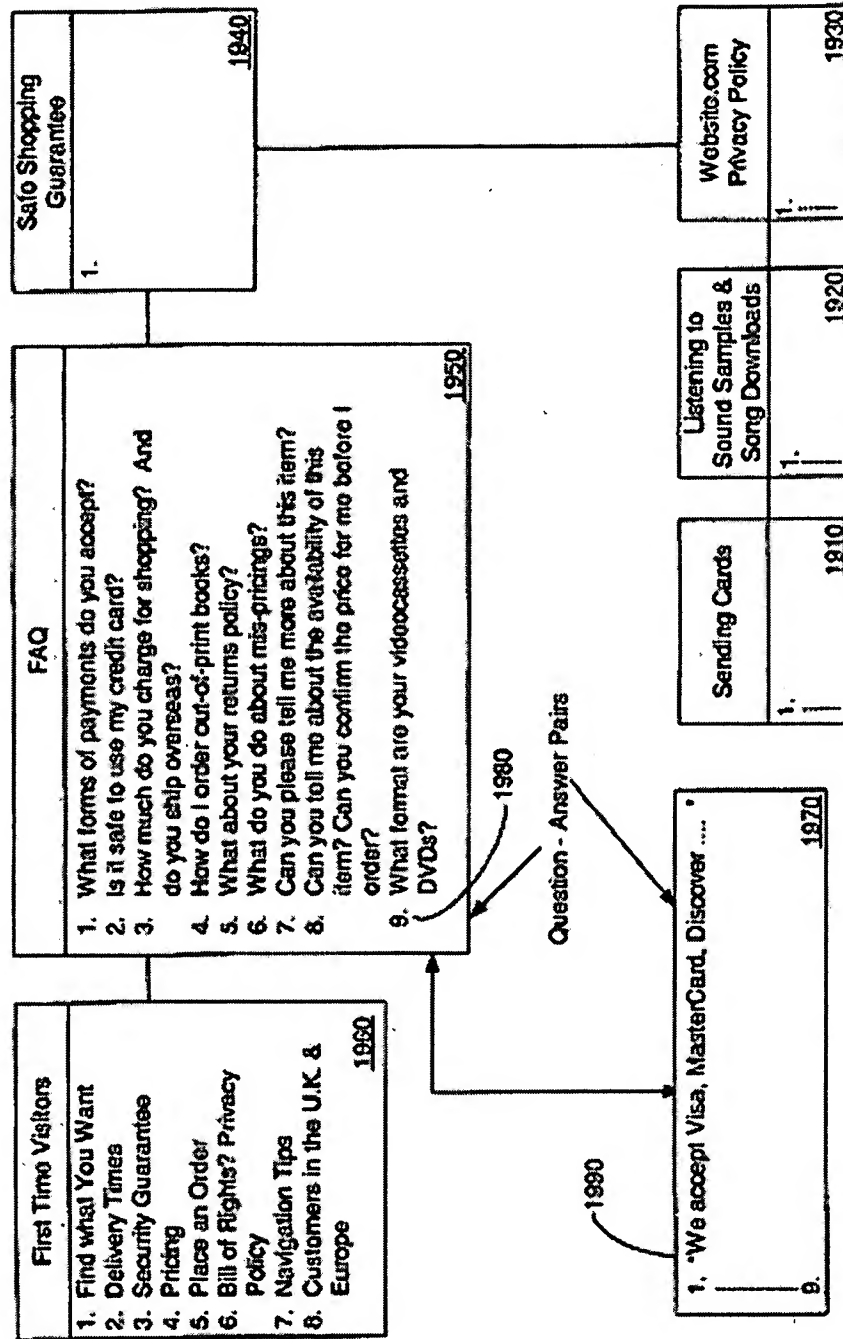 First Time Visitors
1. Find what You Want
2. Delivery Times
3. Security Guarantee
4. Pricing
5. Place an Order
6. Bill of Rights? Privacy
Policy
7. Navigation Tips
8. Customers in the U.K. &
Europe
1960
FAQ
1. What forms of payments do you accept?
2. Is it safe to use my credit card?
3. How much do you charge for shopping? And
do you ship overseas?
4. How do I order out-of-print books?
5. What about your returns policy?
6. What do you do about mis-pricings?
7. Can you please tell me more about this item?
8. Can you tell me about the availability of this
item? Can you confirm the price for me before I
order?
9. What format are your videocassettes and
DVDs?
1950
Safe Shopping
Guarantee
1.
1940
1980
Question - Answer Pairs
1990
1. "We accept Visa, MasterCard, Discover .... "
9.
1970
Sending Cards
1.
1910
Listening to
Sound Samples &
Song Downloads
1.
1920
Website.com
Privacy Policy
1.
1930